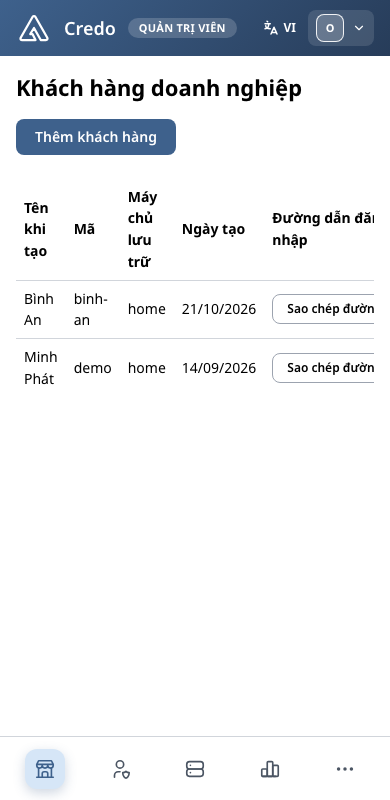 Credo
QUẢN TRỊ VIÊN
VI
O
Khách hàng doanh nghiệp
Thêm khách hàng
Tên khi tạo
Mã
Máy chủ lưu trữ
Ngày tạo
Đường dẫn đăn
nhập
Bình An
binh-an
home
21/10/2026
Sao chép đườn
Minh Phát
demo
home
14/09/2026
Sao chép đườn